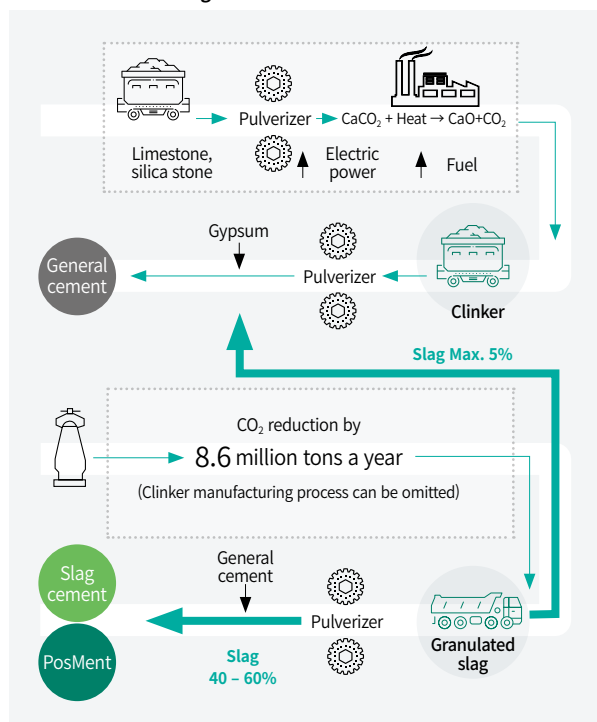 Pulverizer
CaCO₂ + Heat → CaO+CO₂
Limestone,
silica stone
Electric
power
Fuel
Gypsum
General
cement
Pulverizer
Clinker
Slag Max. 5%
CO₂ reduction by
8.6 million tons a year
(Clinker manufacturing process can be omitted)
Slag
cement
General
cement
Pulverizer
PosMent
Slag
40 – 60%
Granulated
slag